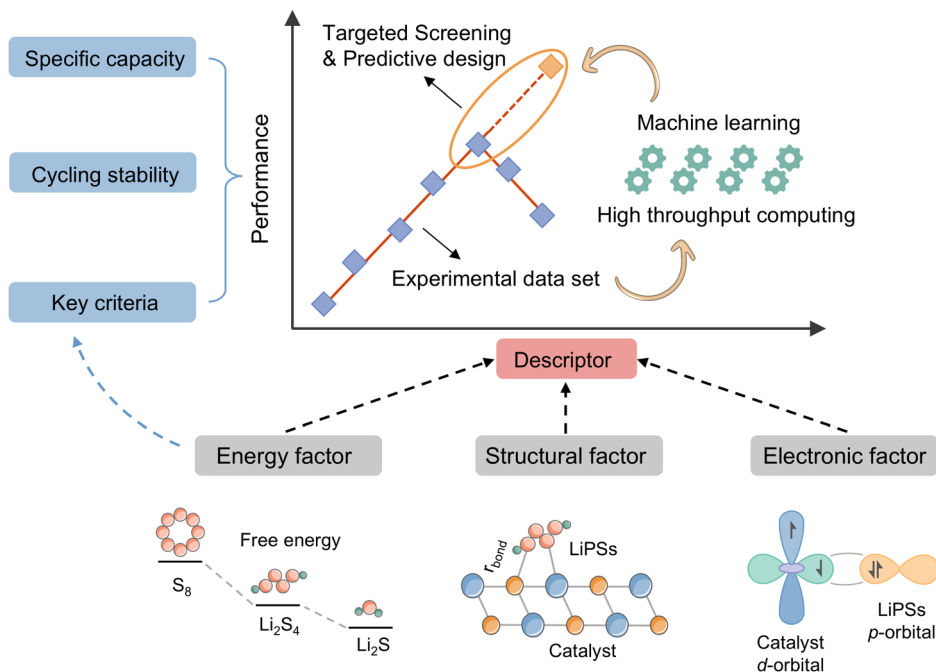 Specific capacity
Cycling stability
Key criteria
Performance
Targeted Screening
& Predictive design
Machine learning
High throughput computing
Experimental data set
Descriptor
Energy factor
Structural factor
Electronic factor
Free energy
S₈
Li₂S₄
Li₂S
r_bond
LiPSs
Catalyst
Catalyst
d-orbital
LiPSs
p-orbital